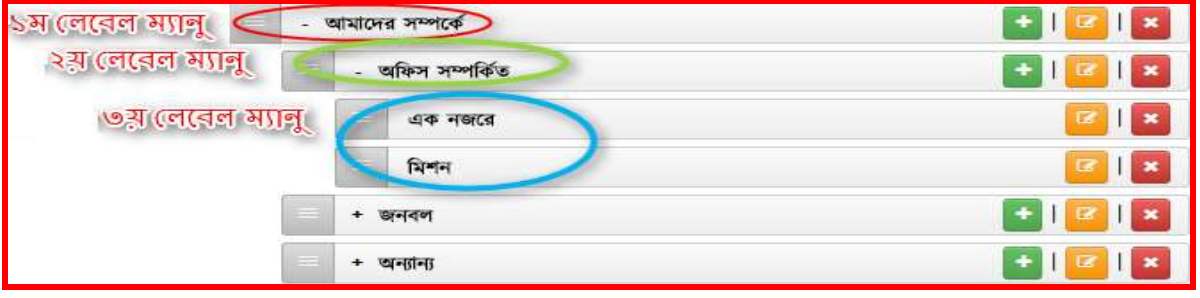 ১ম লেবেল ম্যানু - আমাদের সম্পর্কে
২য় লেবেল ম্যানু - অফিস সম্পর্কিত
৩য় লেবেল ম্যানু এক নজরে
মিশন
+ জনবল
+ অন্যান্য